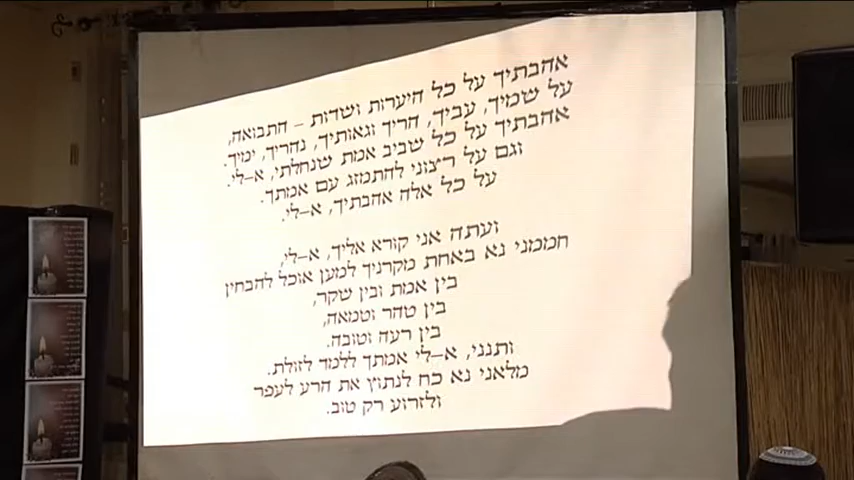 אהבתיך על כל היערות ושדות – התבואה,
על שמיך, עביך, הריך וגאותיך, נהריך, ימיך.
אהבתיך על כל שביב אמת שנחלתי, א–לי.
וגם על רצוני להתמזג עם אמתך.
על כל אלה אהבתיך, א–לי.
ועתה אני קורא אליך, א–לי,
חממני נא באחת מקרניך למען אוכל להבחין
בין אמת ובין שקר,
בין טהר וטמאה,
בין רעה וטובה.
ותנני, א–לי אמתך ללמד לזולת.
מלאני נא כח לנתוץ את הרע לעפר
ולזרוע רק טוב.